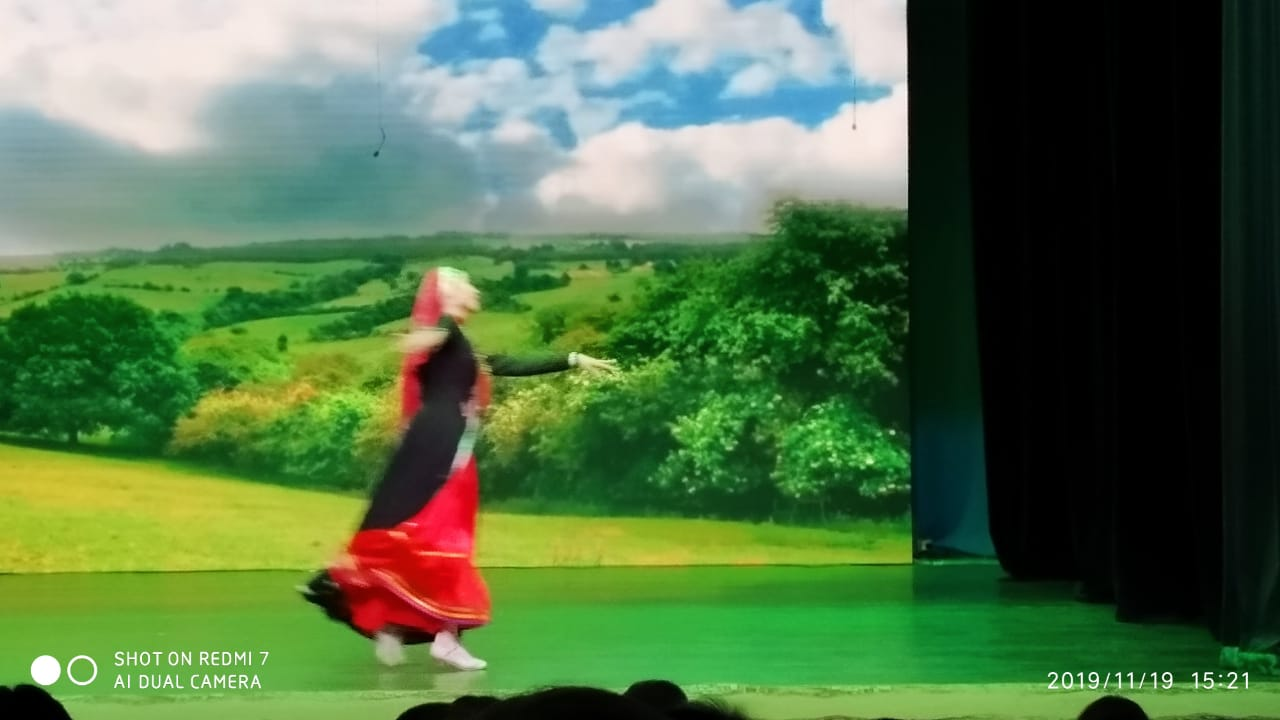 SHOT ON REDMI 7
AI DUAL CAMERA
2019/11/19 15:21